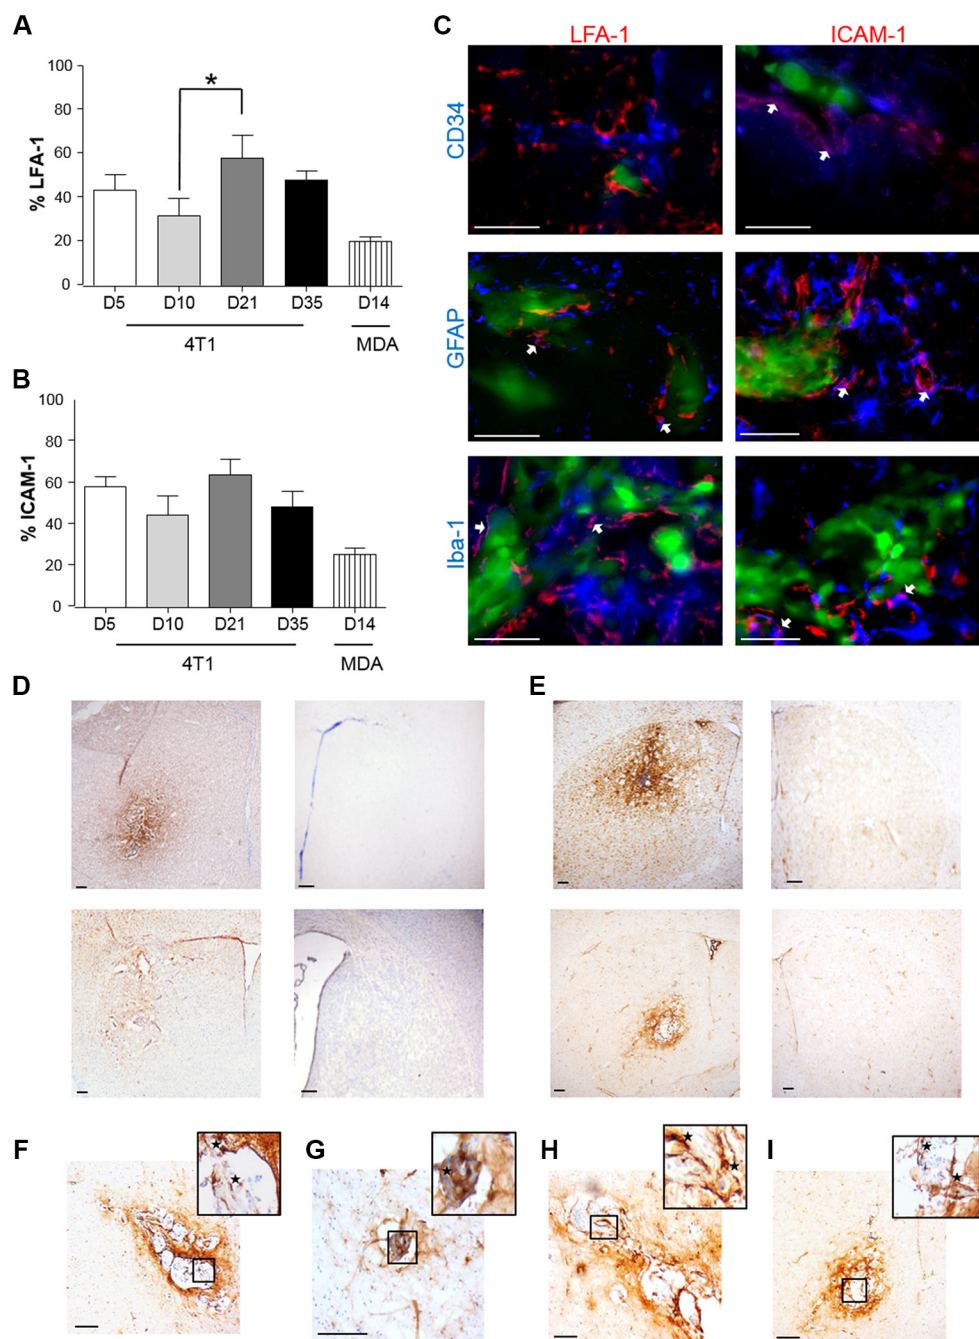 A
% LFA-1
100
80
60
40
20
0
*
D5 D10 D21 D35 D14
4T1 MDA
B
% ICAM-1
100
80
60
40
20
0
D5 D10 D21 D35 D14
4T1 MDA
C
LFA-1 ICAM-1
CD34
GFAP
Iba-1
D E
F G H I